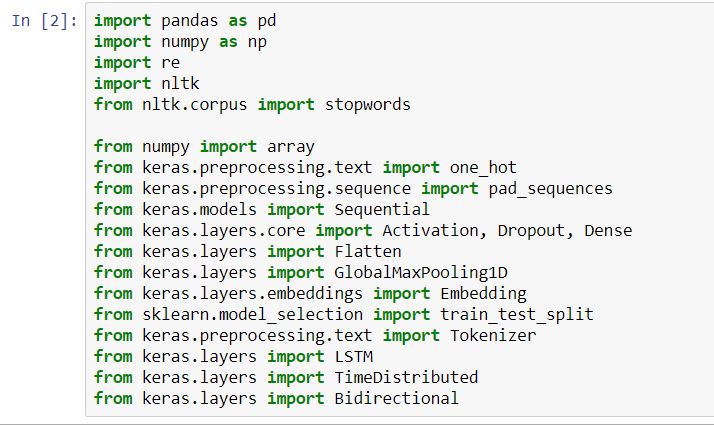 In [2]:
import pandas as pd
import numpy as np
import re
import nltk
from nltk.corpus import stopwords

from numpy import array
from keras.preprocessing.text import one_hot
from keras.preprocessing.sequence import pad_sequences
from keras.models import Sequential
from keras.layers.core import Activation, Dropout, Dense
from keras.layers import Flatten
from keras.layers import GlobalMaxPooling1D
from keras.layers.embeddings import Embedding
from sklearn.model_selection import train_test_split
from keras.preprocessing.text import Tokenizer
from keras.layers import LSTM
from keras.layers import TimeDistributed
from keras.layers import Bidirectional